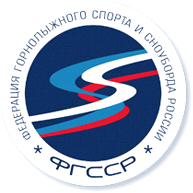 ФЕДЕРАЦИЯ ГОРНОЛЫЖНОГО СПОРТА И СНОУБОРДА РОССИИ
ФГССР